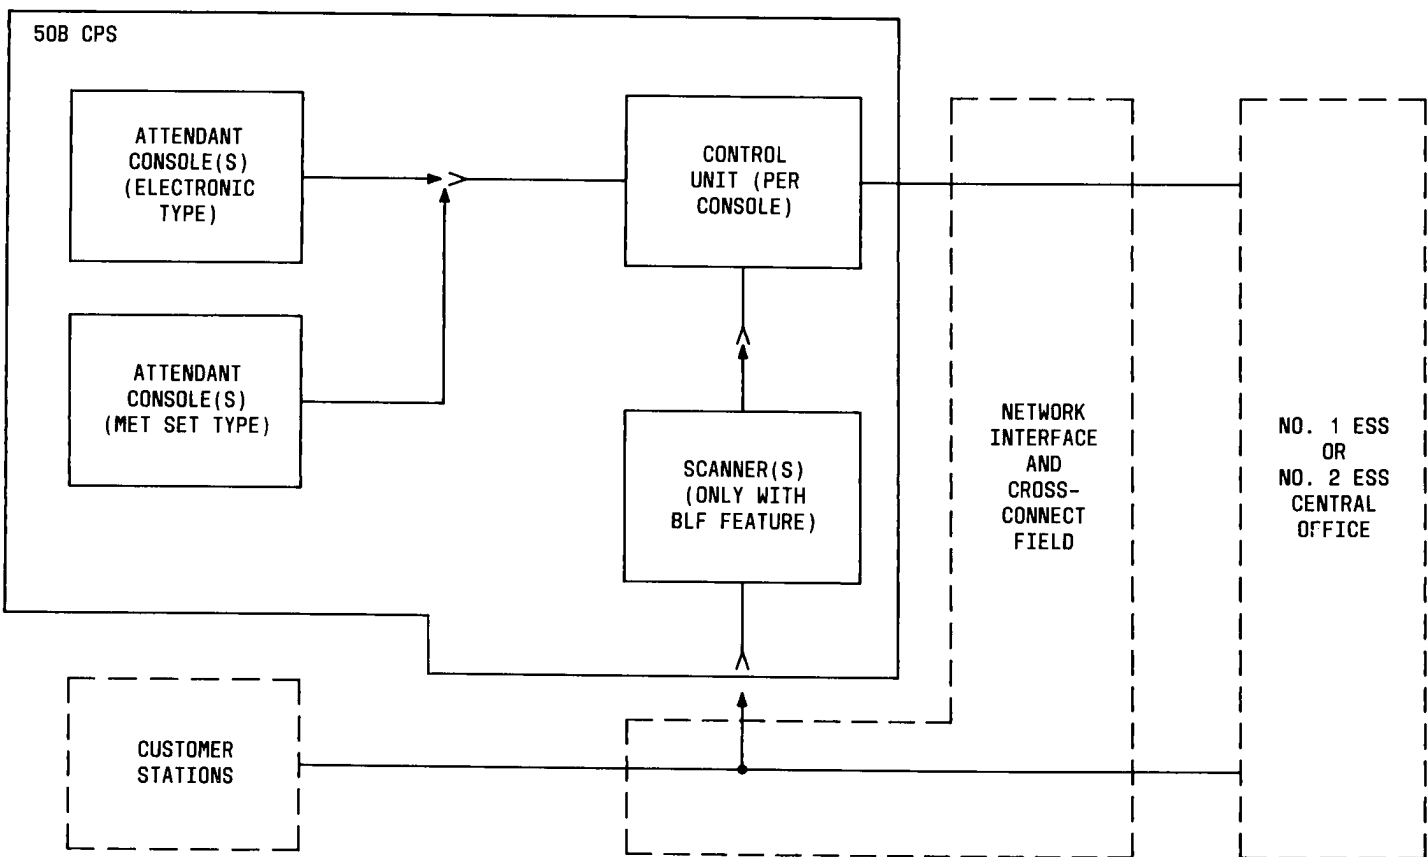 50B CPS
ATTENDANT
CONSOLE(S)
(ELECTRONIC
TYPE)
CONTROL
UNIT (PER
CONSOLE)
ATTENDANT
CONSOLE(S)
(MET SET TYPE)
SCANNER(S)
(ONLY WITH
BLF FEATURE)
NETWORK
INTERFACE
AND
CROSS-
CONNECT
FIELD
NO. 1 ESS
OR
NO. 2 ESS
CENTRAL
OFFICE
CUSTOMER
STATIONS